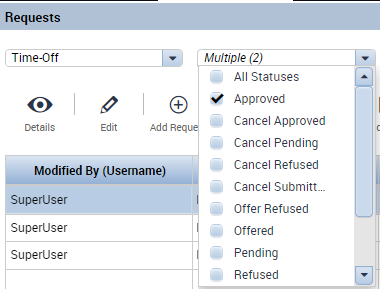 Requests
Time-Off
Multiple (2)
Details
Edit
Add Reque
All Statuses
Approved
Cancel Approved
Cancel Pending
Cancel Refused
Cancel Submitt...
Offer Refused
Offered
Pending
Refused
Modified By (Username)
SuperUser
SuperUser
SuperUser